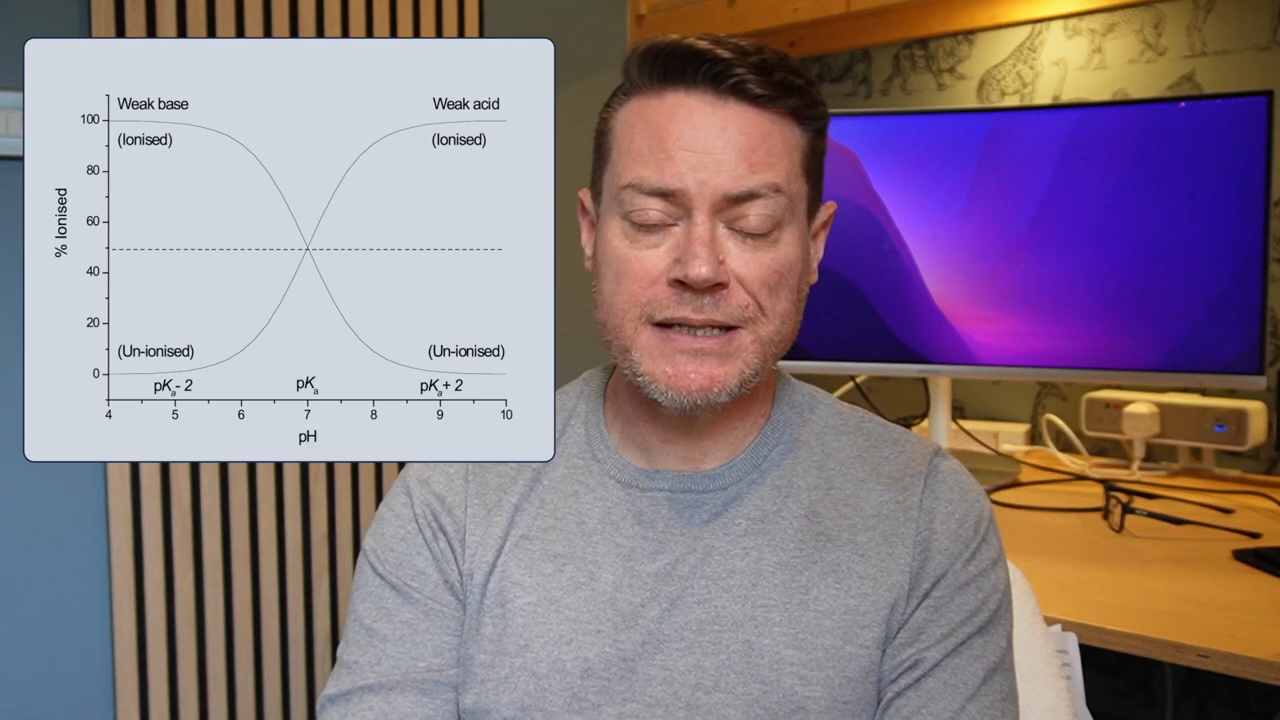 Weak base
Weak acid
(Ionised)
(Ionised)
100
80
60
40
20
0
% Ionised
(Un-ionised)
(Un-ionised)
pKa- 2
pKa
pKa+ 2
4 5 6 7 8 9 10
pH